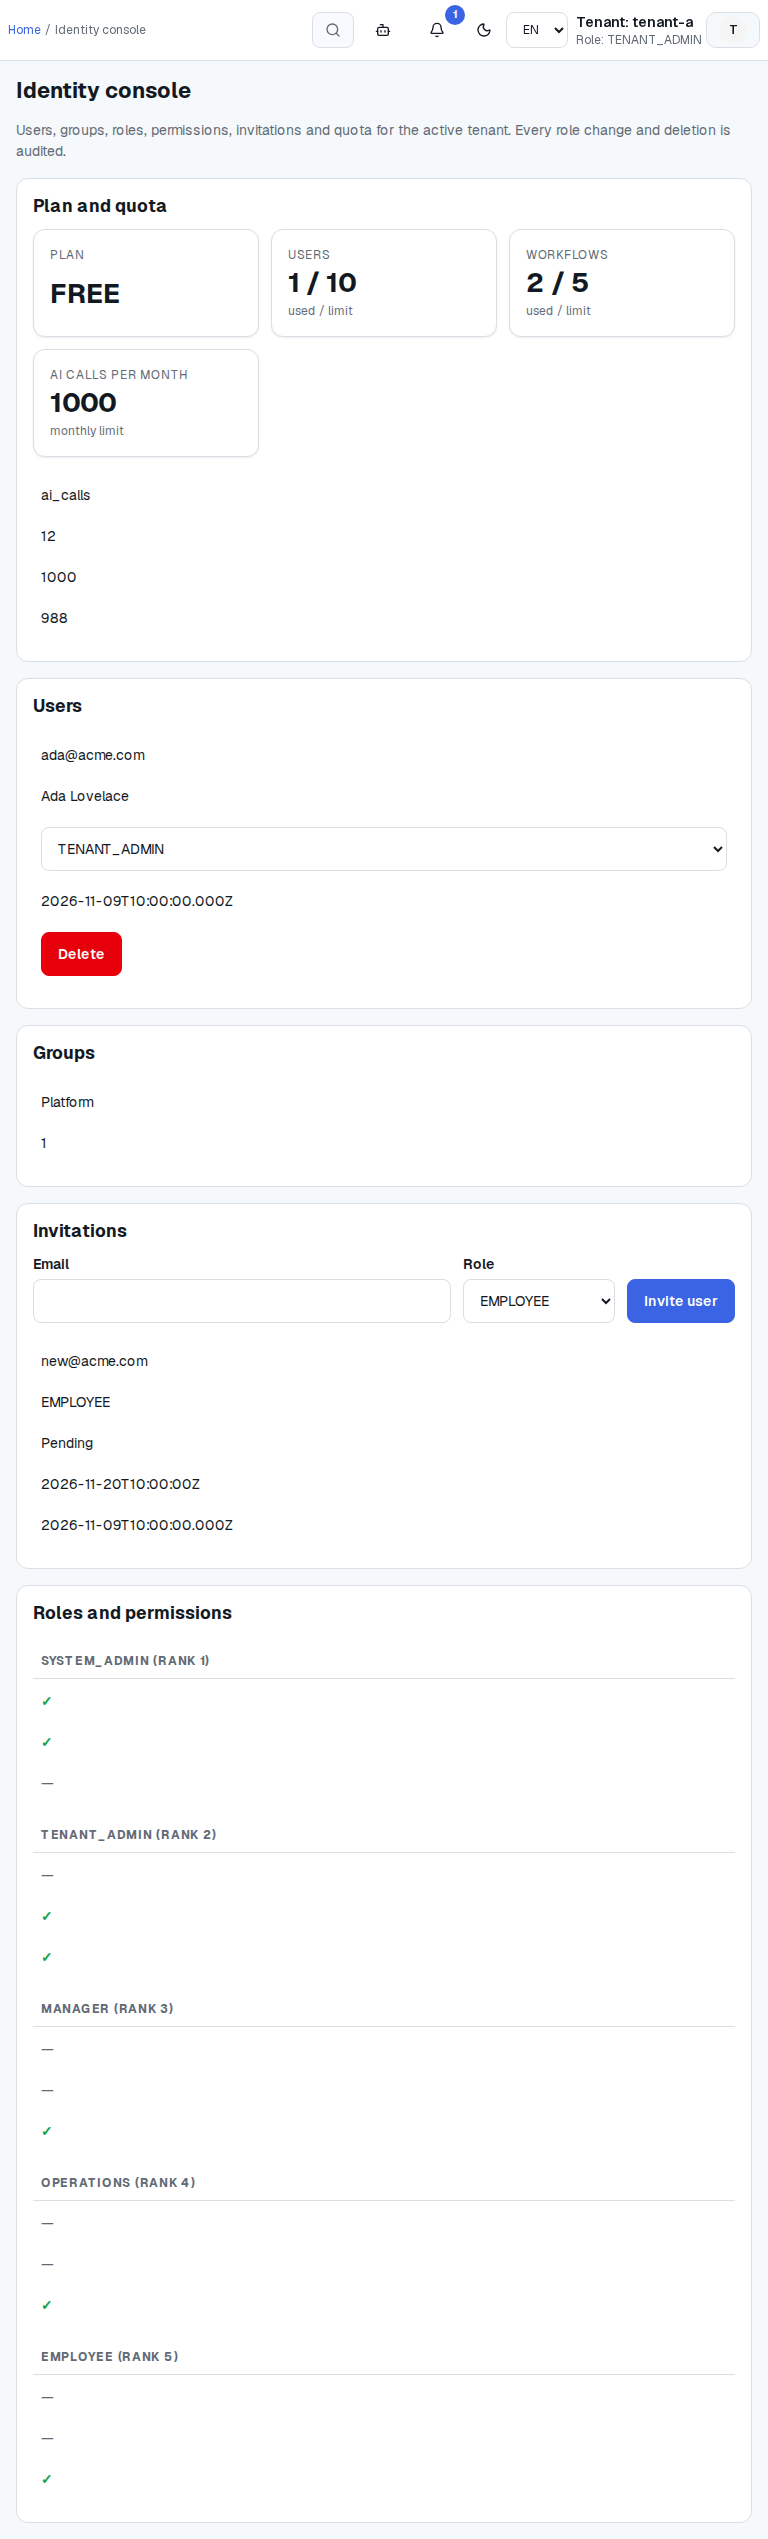 Home / Identity console
1
EN
Tenant: tenant-a
Role: TENANT_ADMIN
T
Identity console
Users, groups, roles, permissions, invitations and quota for the active tenant. Every role change and deletion is
audited.
Plan and quota
PLAN
FREE
USERS
1 / 10
used / limit
WORKFLOWS
2 / 5
used / limit
AI CALLS PER MONTH
1000
monthly limit
ai_calls
12
1000
988
Users
ada@acme.com
Ada Lovelace
TENANT_ADMIN
2026-11-09T10:00:00.000Z
Delete
Groups
Platform
1
Invitations
Email
Role
EMPLOYEE
Invite user
new@acme.com
EMPLOYEE
Pending
2026-11-20T10:00:00Z
2026-11-09T10:00:00.000Z
Roles and permissions
SYSTEM_ADMIN (RANK 1)
✓
✓
—
TENANT_ADMIN (RANK 2)
—
✓
✓
MANAGER (RANK 3)
—
—
✓
OPERATIONS (RANK 4)
—
—
✓
EMPLOYEE (RANK 5)
—
—
✓